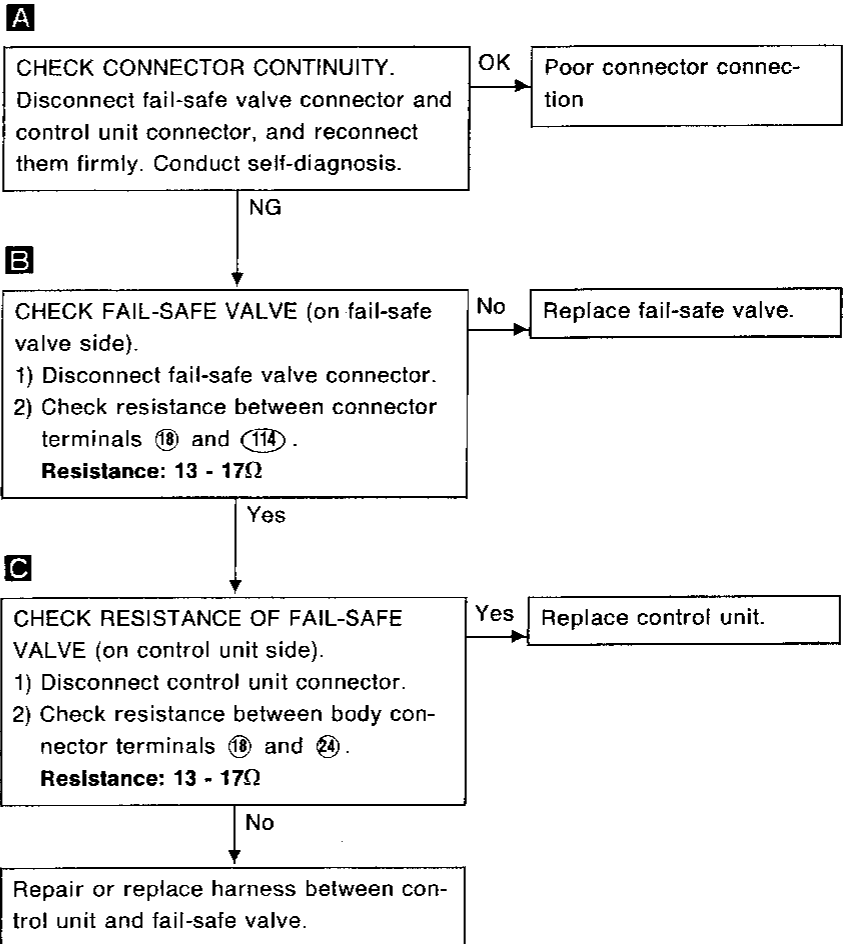 A
CHECK CONNECTOR CONTINUITY.
Disconnect fail-safe valve connector and
control unit connector, and reconnect
them firmly. Conduct self-diagnosis.
OK
Poor connector connec-
tion
NG
B
CHECK FAIL-SAFE VALVE (on fail-safe
valve side).
1) Disconnect fail-safe valve connector.
2) Check resistance between connector
terminals ⑱ and (114) .
Resistance: 13 - 17Ω
No
Replace fail-safe valve.
Yes
C
CHECK RESISTANCE OF FAIL-SAFE
VALVE (on control unit side).
1) Disconnect control unit connector.
2) Check resistance between body con-
nector terminals ⑱ and ㉔.
Resistance: 13 - 17Ω
Yes
Replace control unit.
No
Repair or replace harness between con-
trol unit and fail-safe valve.